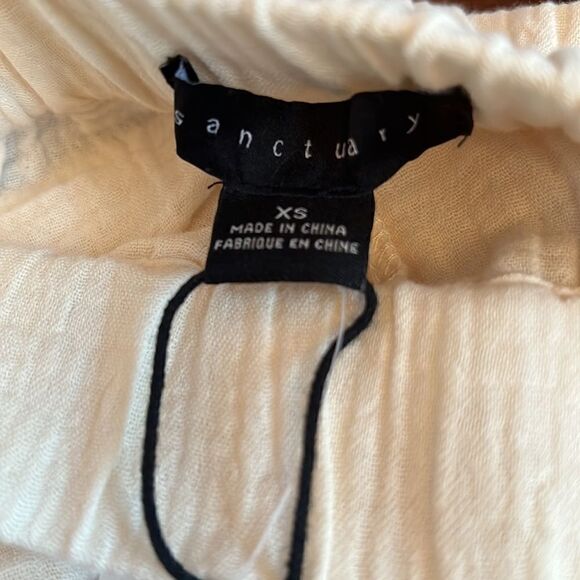 sanctuary
XS
MADE IN CHINA
FABRIQUE EN CHINE